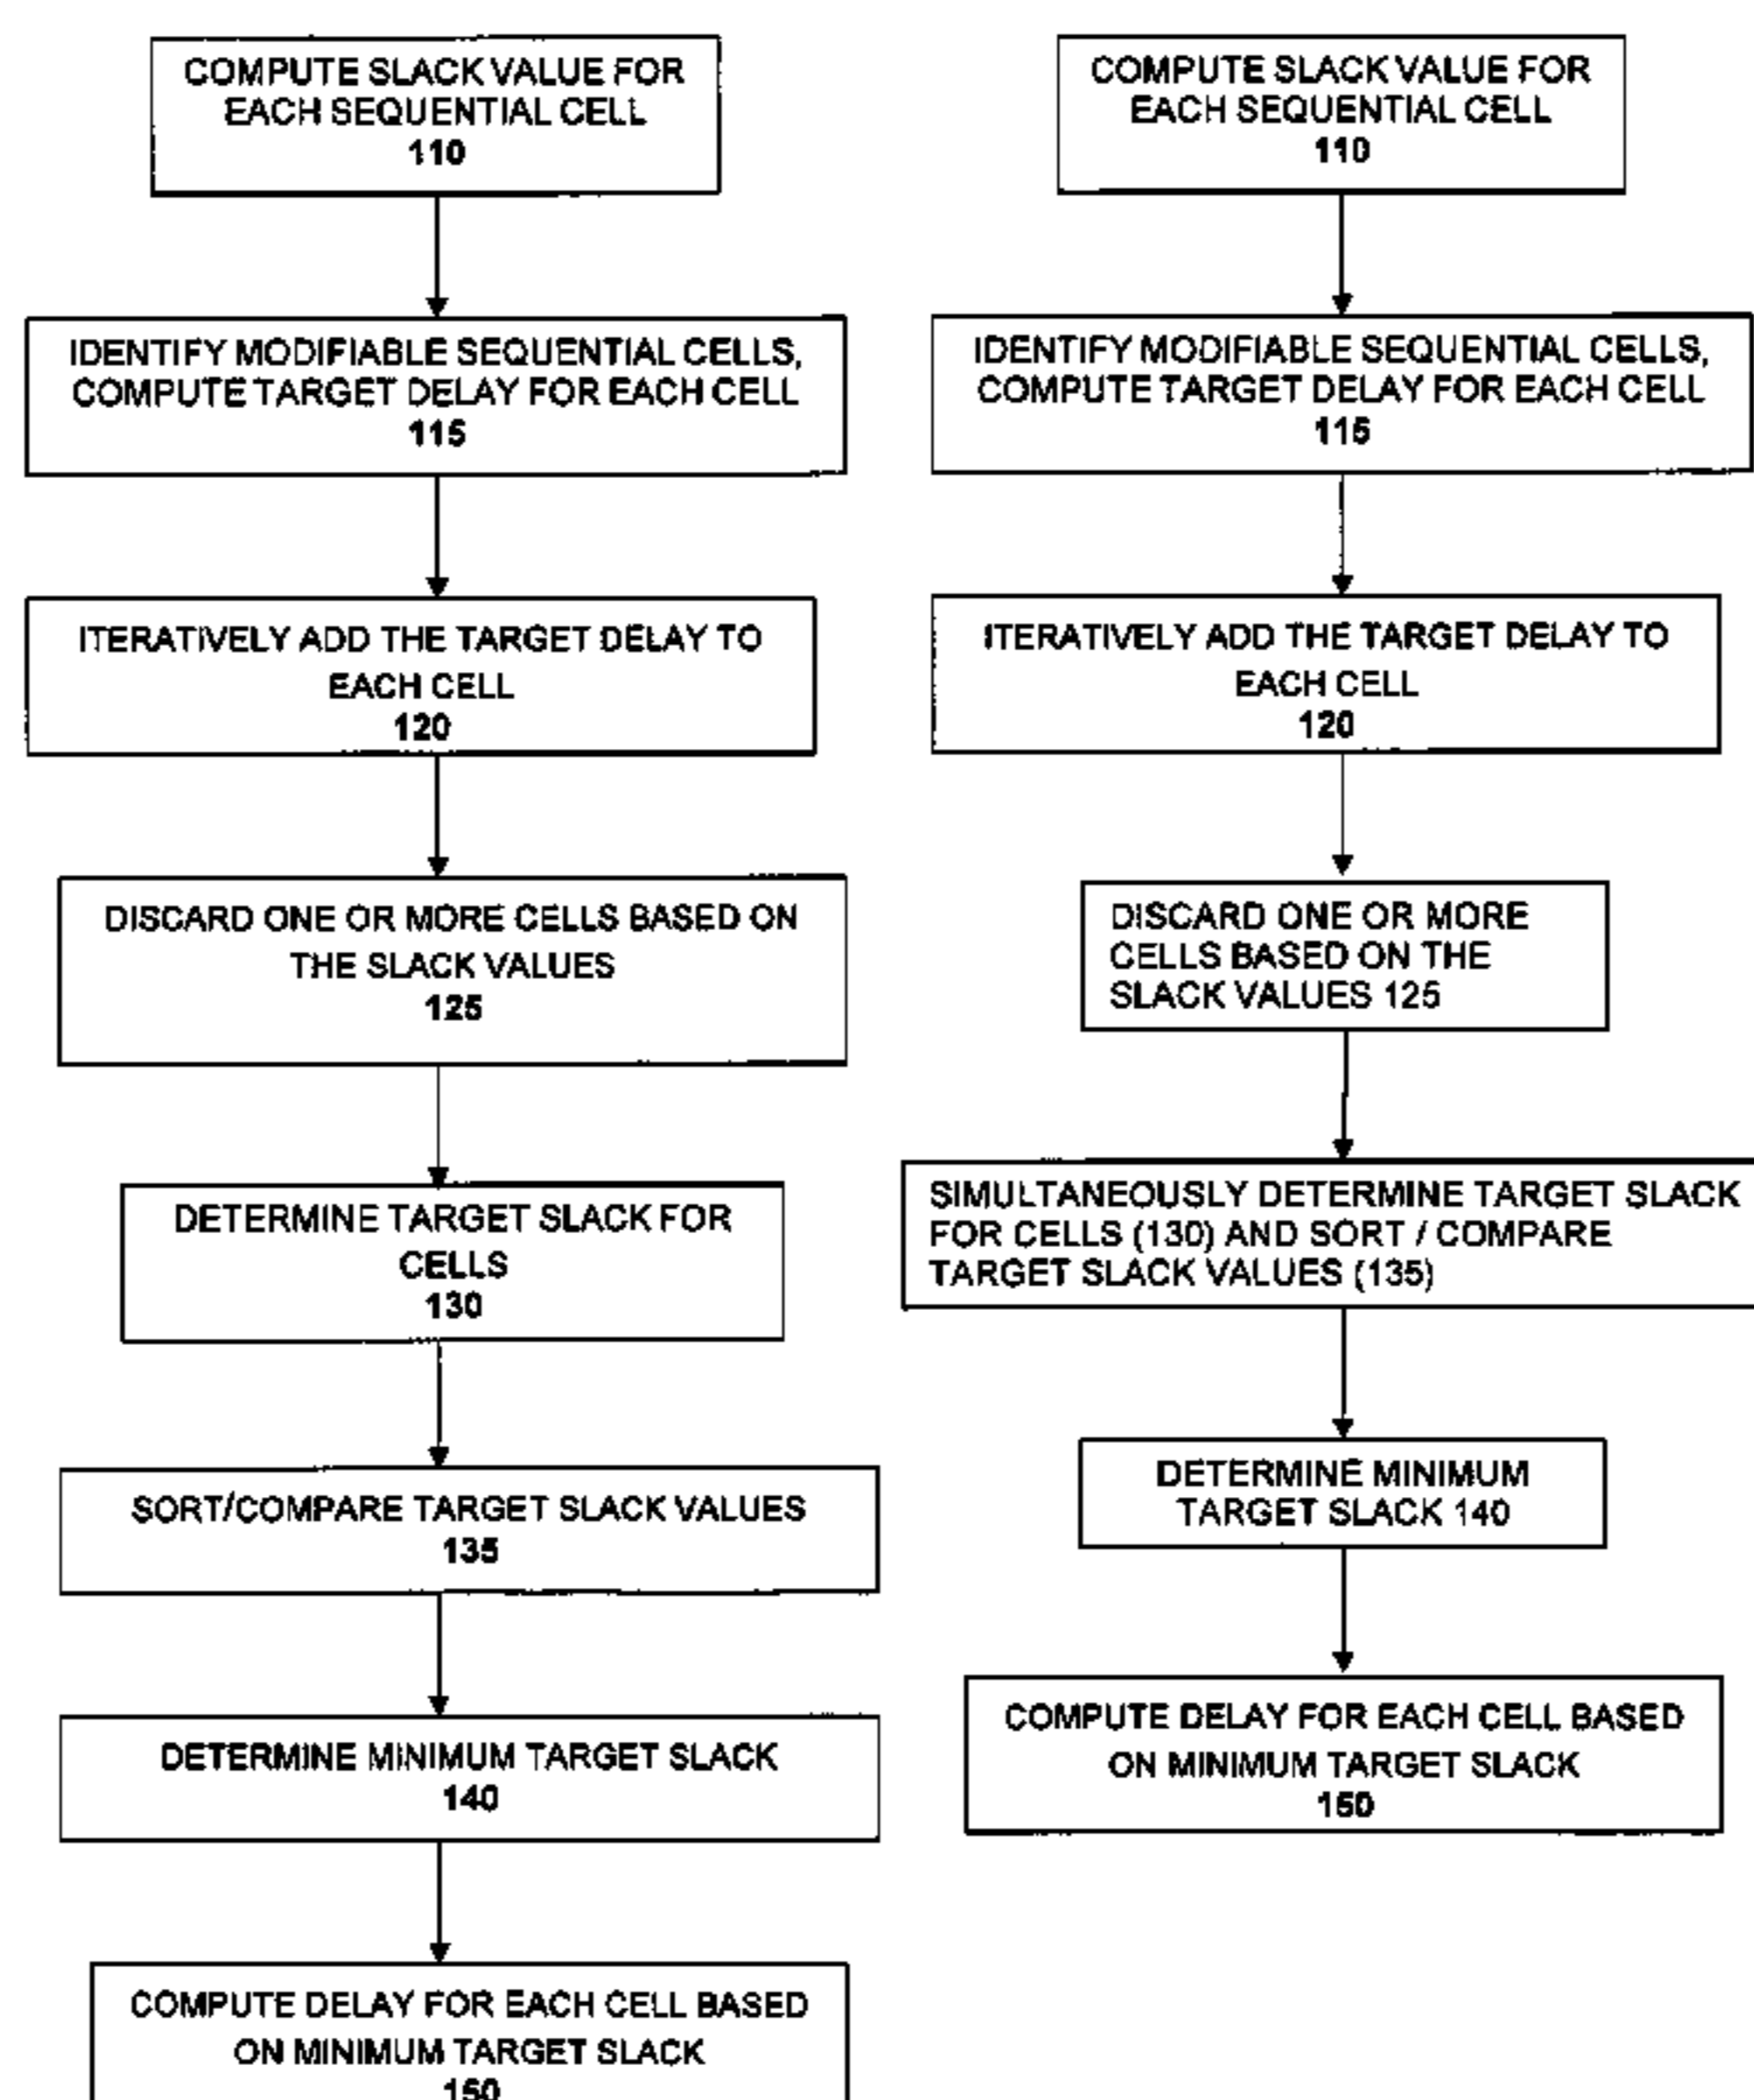 COMPUTE SLACK VALUE FOR
EACH SEQUENTIAL CELL
110
IDENTIFY MODIFIABLE SEQUENTIAL CELLS,
COMPUTE TARGET DELAY FOR EACH CELL
115
ITERATIVELY ADD THE TARGET DELAY TO
EACH CELL
120
DISCARD ONE OR MORE CELLS BASED ON
THE SLACK VALUES
125
DETERMINE TARGET SLACK FOR
CELLS
130
SORT/COMPARE TARGET SLACK VALUES
135
DETERMINE MINIMUM TARGET SLACK
140
COMPUTE DELAY FOR EACH CELL BASED
ON MINIMUM TARGET SLACK
150
COMPUTE SLACK VALUE FOR
EACH SEQUENTIAL CELL
110
IDENTIFY MODIFIABLE SEQUENTIAL CELLS,
COMPUTE TARGET DELAY FOR EACH CELL
115
ITERATIVELY ADD THE TARGET DELAY TO
EACH CELL
120
DISCARD ONE OR MORE
CELLS BASED ON THE
SLACK VALUES 125
SIMULTANEOUSLY DETERMINE TARGET SLACK
FOR CELLS (130) AND SORT / COMPARE
TARGET SLACK VALUES (135)
DETERMINE MINIMUM
TARGET SLACK 140
COMPUTE DELAY FOR EACH CELL BASED
ON MINIMUM TARGET SLACK
150